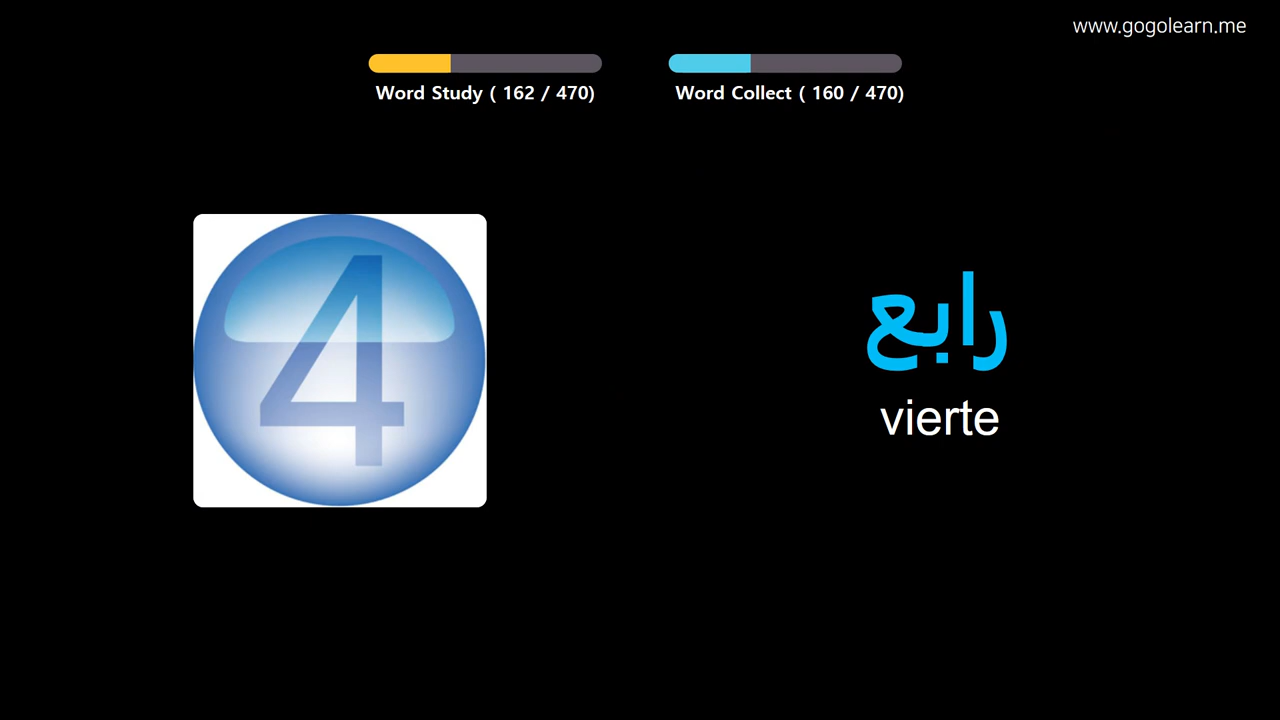 www.gogolearn.me
Word Study ( 162 / 470)
Word Collect ( 160 / 470)
4
رابع
vierte